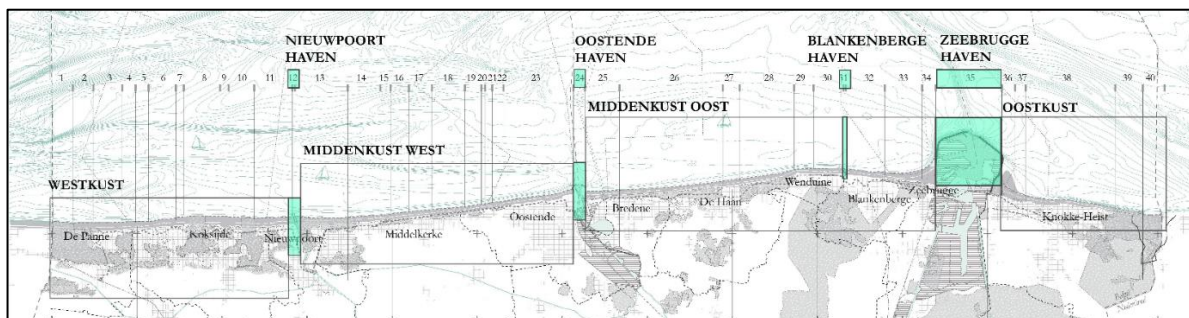 NIEUWPOORT
HAVEN
OOSTENDE
HAVEN
BLANKENBERGE
HAVEN
ZEEBRUGGE
HAVEN
1 2 3 4 5 6 7 8 9 10 11 12 13 14 15 16 17 18 19 20 21 22 23 24 25 26 27 28 29 30 31 32 33 34 35 36 37 38 39 40
MIDDENKUST OOST
OOSTKUST
MIDDENKUST WEST
WESTKUST
De Panne
Koksijde
Nieuwpoort
Middelkerke
Oostende
Bredene
De Haan
Wenduine
Blankenberge
Zeebrugge
Knokke-Heist